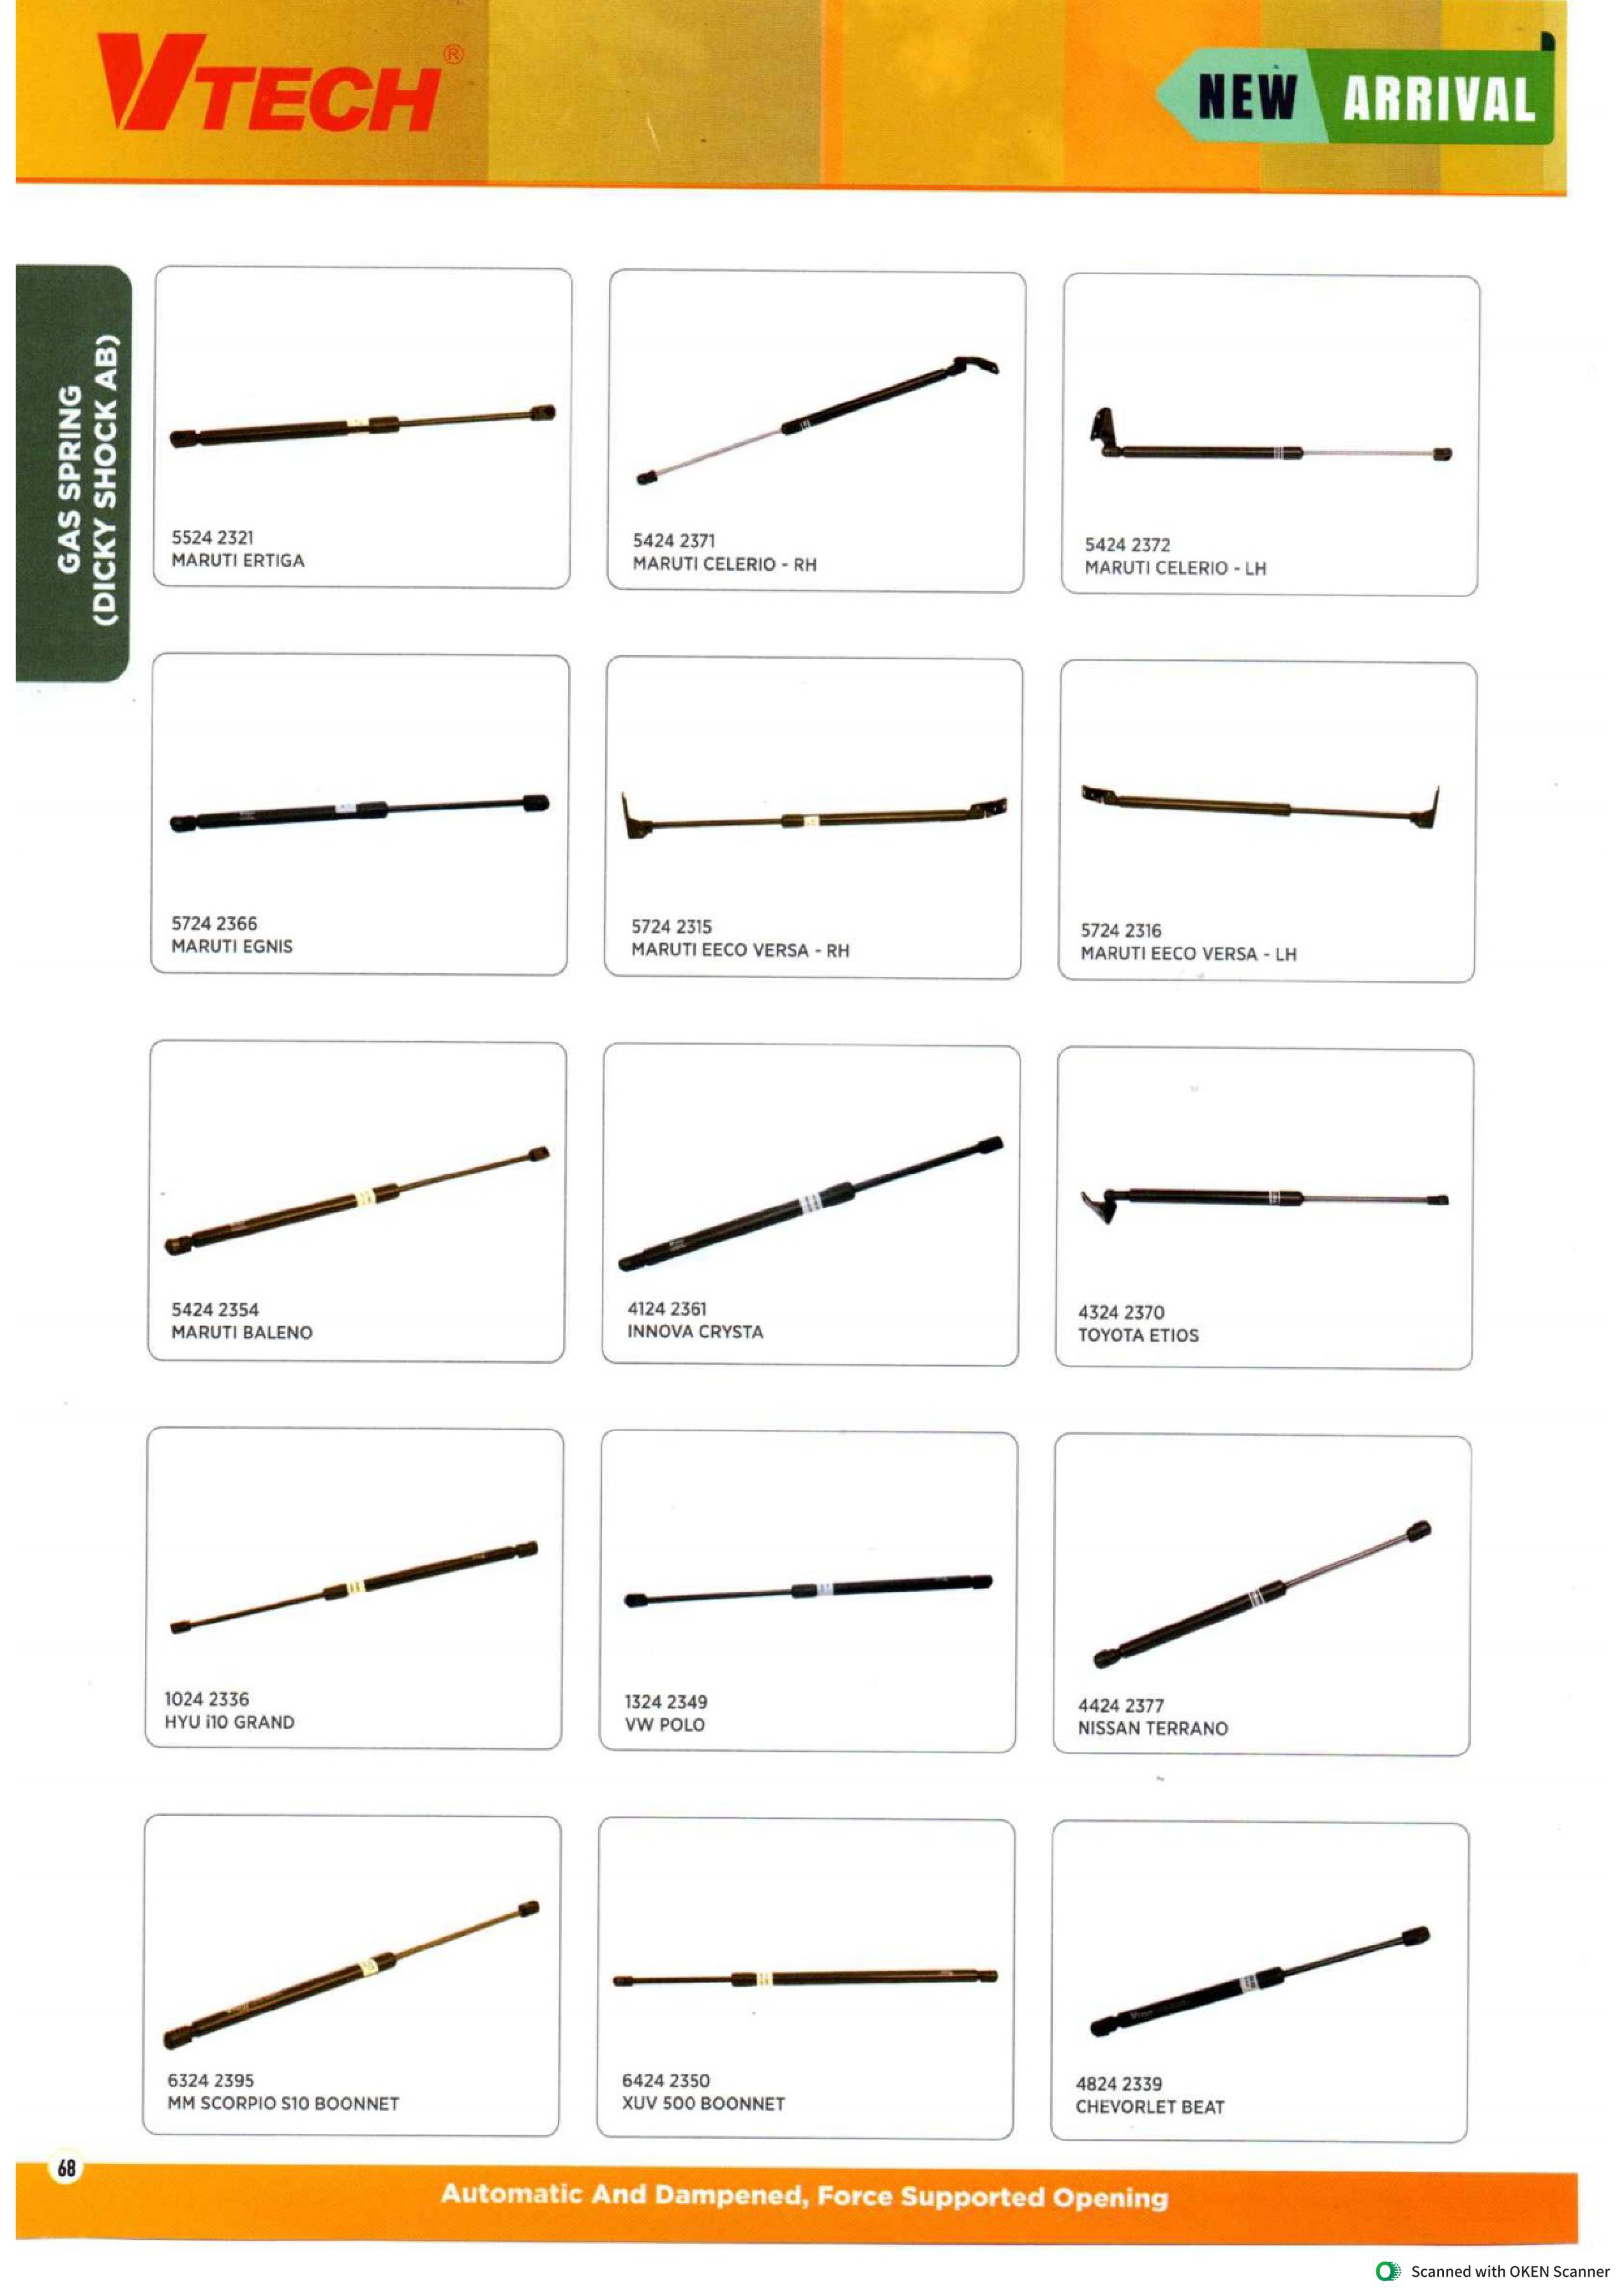 VTECH®
NEW ARRIVAL
GAS SPRING
(DICKY SHOCK AB)
5524 2321
MARUTI ERTIGA
5424 2371
MARUTI CELERIO - RH
5424 2372
MARUTI CELERIO - LH
5724 2366
MARUTI EGNIS
5724 2315
MARUTI EECO VERSA - RH
5724 2316
MARUTI EECO VERSA - LH
5424 2354
MARUTI BALENO
4124 2361
INNOVA CRYSTA
4324 2370
TOYOTA ETIOS
1024 2336
HYU i10 GRAND
1324 2349
VW POLO
4424 2377
NISSAN TERRANO
6324 2395
MM SCORPIO S10 BOONNET
6424 2350
XUV 500 BOONNET
4824 2339
CHEVORLET BEAT
68
Automatic And Dampened, Force Supported Opening
Scanned with OKEN Scanner